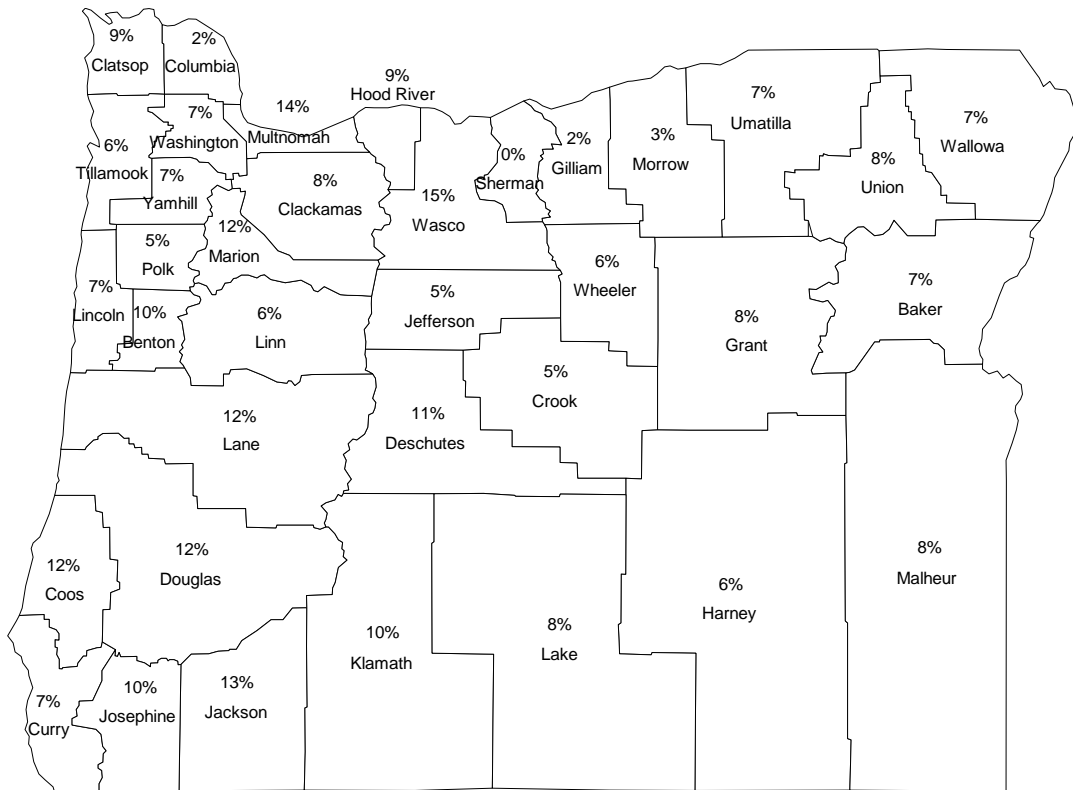 9%
Clatsop
2%
Columbia
9%
Hood River
14%
Multnomah
7%
Washington
6%
Tillamook
7%
Yamhill
8%
Clackamas
15%
Wasco
0%
Sherman
2%
Gilliam
3%
Morrow
7%
Umatilla
8%
Union
7%
Wallowa
5%
Polk
12%
Marion
7%
Lincoln
10%
Benton
6%
Linn
5%
Jefferson
6%
Wheeler
8%
Grant
7%
Baker
12%
Lane
11%
Deschutes
5%
Crook
12%
Coos
12%
Douglas
10%
Klamath
8%
Lake
6%
Harney
8%
Malheur
7%
Curry
10%
Josephine
13%
Jackson